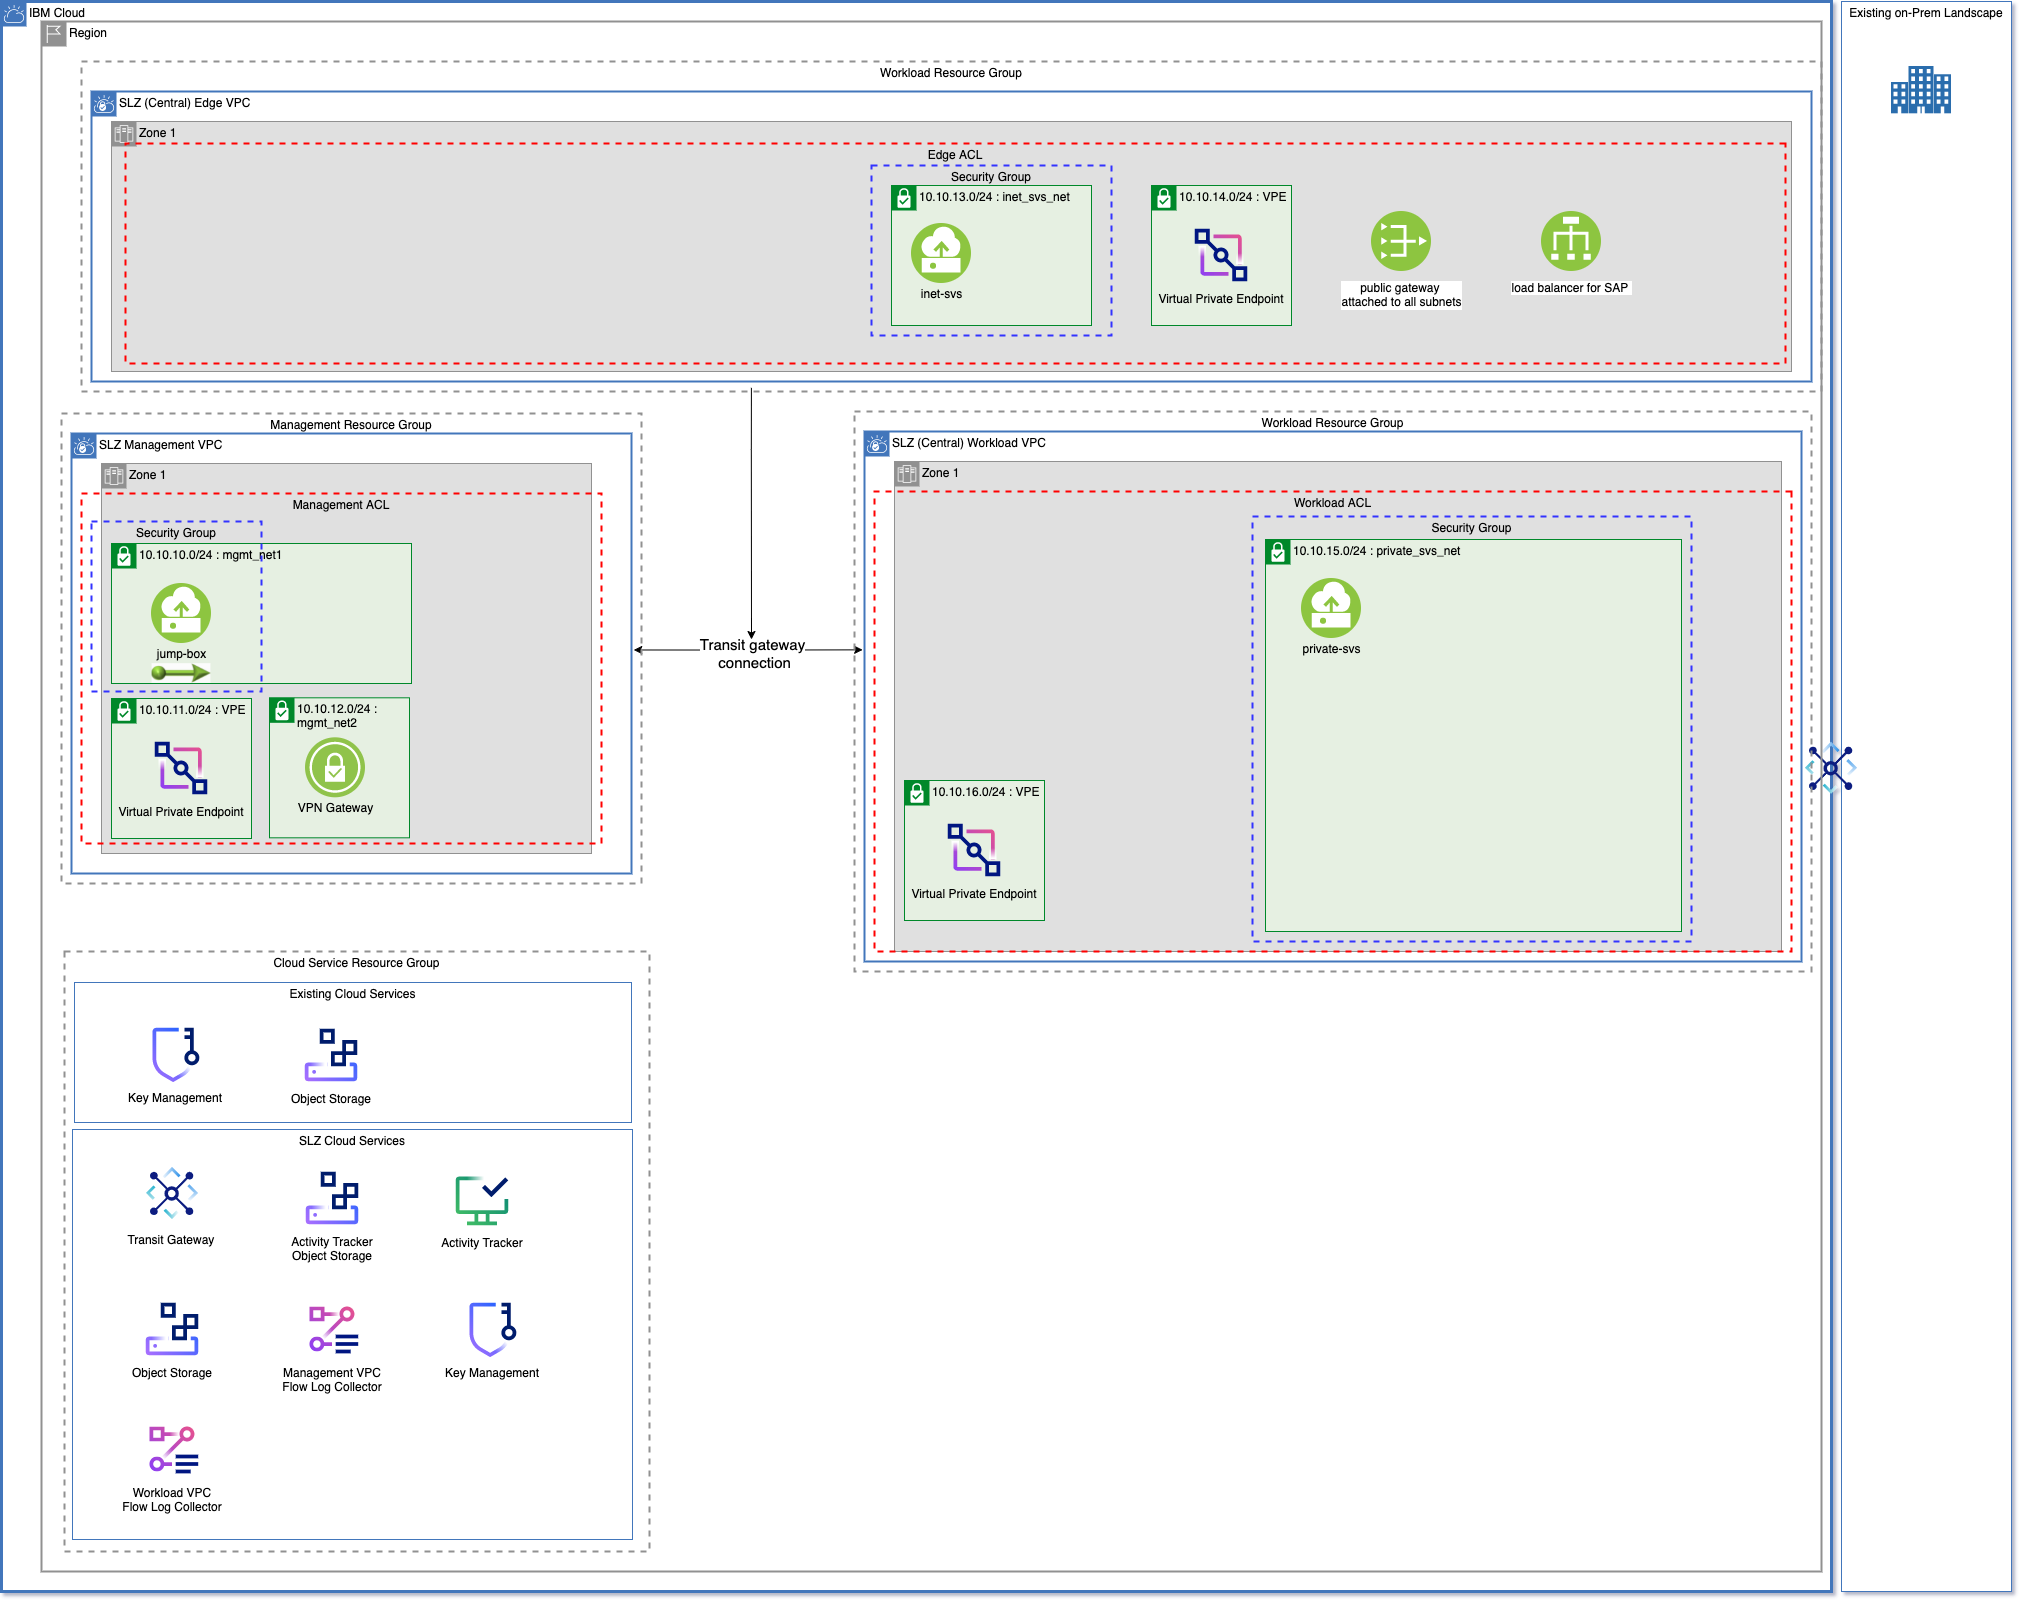 IBM Cloud
Existing on-Prem Landscape
Region
Workload Resource Group
SLZ (Central) Edge VPC
Zone 1
Edge ACL
Security Group
10.10.13.0/24 : inet_svs_net
inet-svs
10.10.14.0/24 : VPE
Virtual Private Endpoint
public gateway
attached to all subnets
load balancer for SAP
Management Resource Group
SLZ Management VPC
Zone 1
Management ACL
Security Group
10.10.10.0/24 : mgmt_net1
jump-box
10.10.11.0/24 : VPE
Virtual Private Endpoint
10.10.12.0/24 :
mgmt_net2
VPN Gateway
Transit gateway
connection
Workload Resource Group
SLZ (Central) Workload VPC
Zone 1
Workload ACL
Security Group
10.10.15.0/24 : private_svs_net
private-svs
10.10.16.0/24 : VPE
Virtual Private Endpoint
Cloud Service Resource Group
Existing Cloud Services
Key Management
Object Storage
SLZ Cloud Services
Transit Gateway
Activity Tracker
Object Storage
Activity Tracker
Object Storage
Management VPC
Flow Log Collector
Key Management
Workload VPC
Flow Log Collector